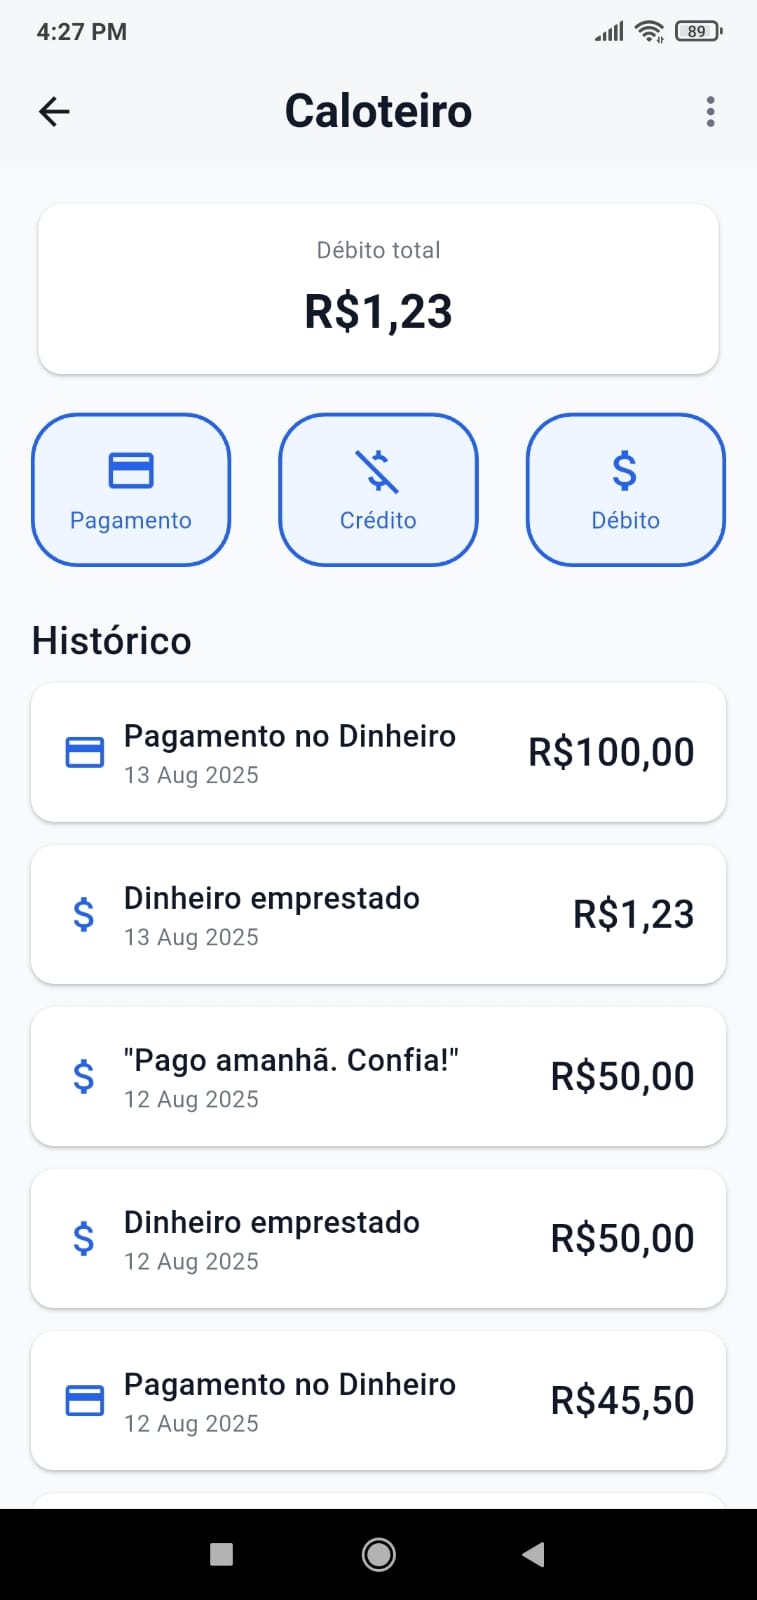 4:27 PM 89
Caloteiro
Débito total
R$1,23
Pagamento Crédito Débito
Histórico
Pagamento no Dinheiro
R$100,00
13 Aug 2025
Dinheiro emprestado
R$1,23
13 Aug 2025
"Pago amanhã. Confia!"
R$50,00
12 Aug 2025
Dinheiro emprestado
R$50,00
12 Aug 2025
Pagamento no Dinheiro
R$45,50
12 Aug 2025